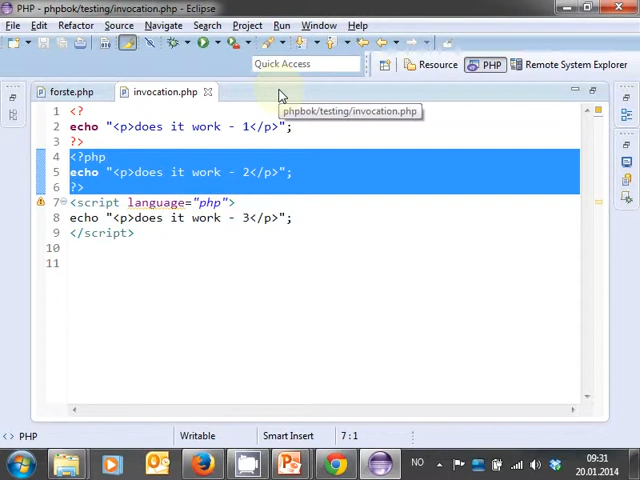 PHP - phpbok/testing/invocation.php - Eclipse
File Edit Refactor Source Navigate Search Project Run Window Help
Quick Access
Resource PHP Remote System Explorer
forste.php invocation.php
phpbok/testing/invocation.php
1 <?
2 echo "<p>does it work - 1</p>";
3 ?>
4 <?php
5 echo "<p>does it work - 2</p>";
6 ?>
7 <script language="php">
8 echo "<p>does it work - 3</p>";
9 </script>
10
11
<> PHP Writable Smart Insert 7 : 1
NO 09:31
20.01.2014